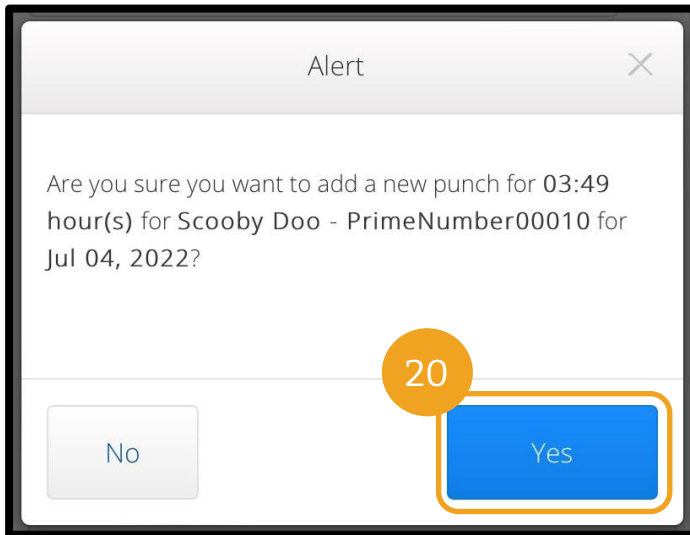 Alert
Are you sure you want to add a new punch for 03:49
hour(s) for Scooby Doo - PrimeNumber00010 for
Jul 04, 2022?
20
No
Yes